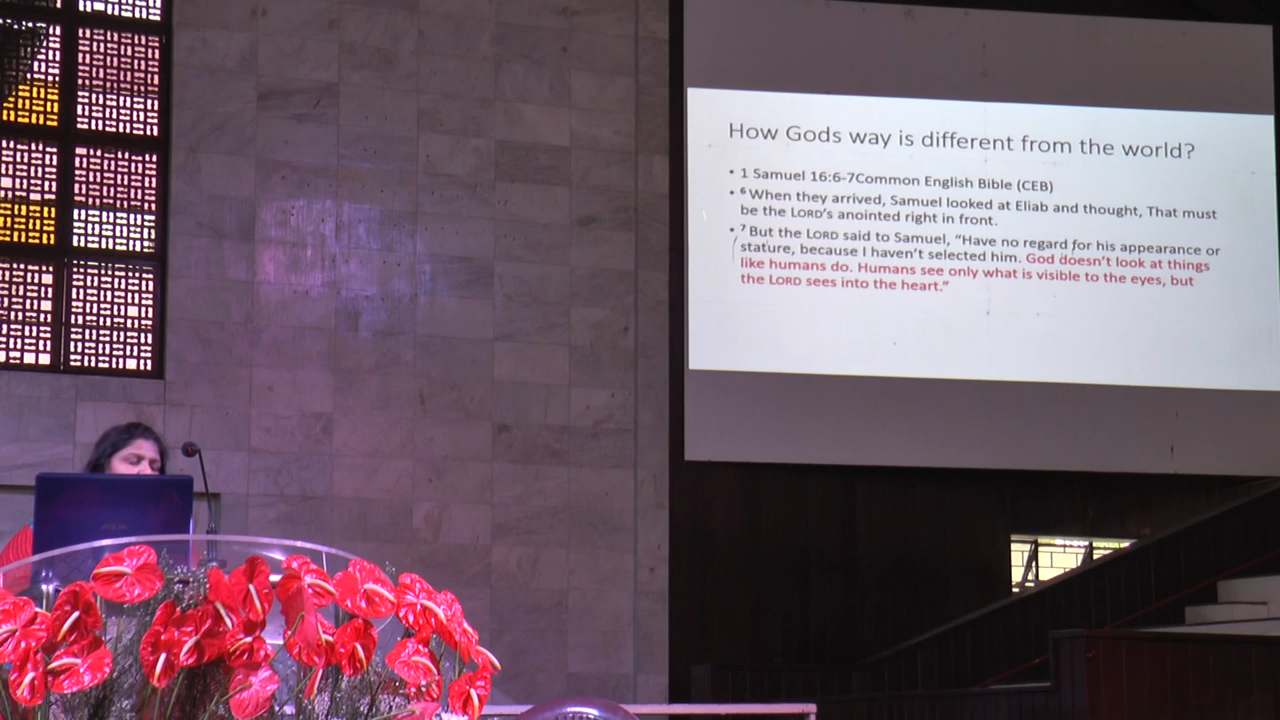 How Gods way is different from the world?
• 1 Samuel 16:6-7Common English Bible (CEB)
• ⁶ When they arrived, Samuel looked at Eliab and thought, That must
be the LORD's anointed right in front.
• ⁷ But the LORD said to Samuel, “Have no regard for his appearance or
stature, because I haven't selected him. God doesn't look at things
like humans do. Humans see only what is visible to the eyes, but
the LORD sees into the heart.”